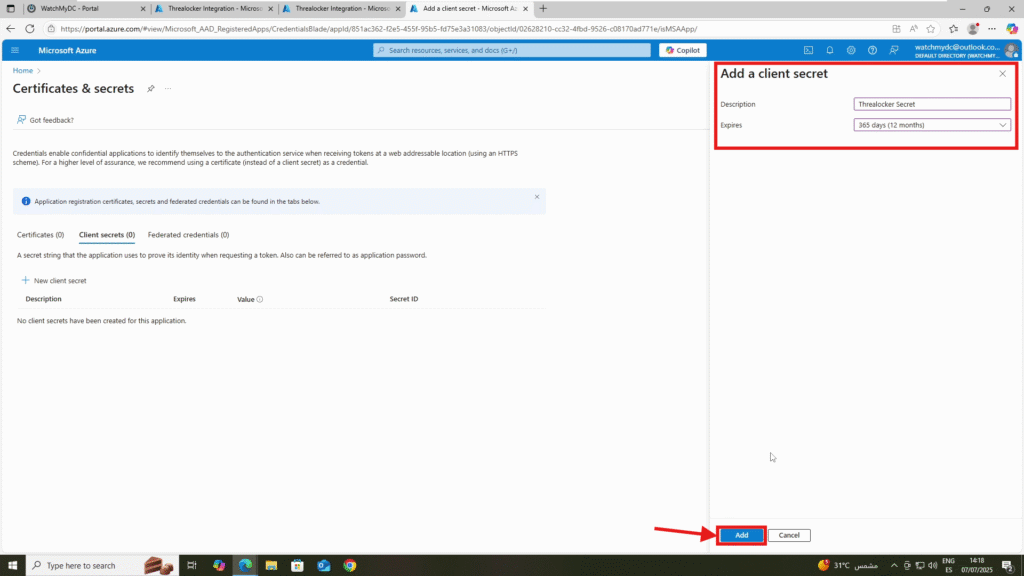 WatchMyDC - Portal
Threalocker Integration - Micros
Threalocker Integration - Micros
Add a client secret - Microsoft Az
https://portal.azure.com/#view/Microsoft_AAD_RegisteredApps/CredentialsBlade/appId/851ac362-f2e5-455f-95b5-fd75e3a31083/objectId/02628210-cc32-4fbd-9526-c08170ad771e/isMSAApp/
Microsoft Azure
Search resources, services, and docs (G+/)
Copilot
watchmydc@outlook.co...
DEFAULT DIRECTORY (WATCHMY...
Home
Certificates & secrets
Got feedback?
Credentials enable confidential applications to identify themselves to the authentication service when receiving tokens at a web addressable location (using an HTTPS
scheme). For a higher level of assurance, we recommend using a certificate (instead of a client secret) as a credential.
Application registration certificates, secrets and federated credentials can be found in the tabs below.
Certificates (0) Client secrets (0) Federated credentials (0)
A secret string that the application uses to prove its identity when requesting a token. Also can be referred to as application password.
New client secret
Description Expires Value Secret ID
No client secrets have been created for this application.
Add a client secret
Description Threalocker Secret
Expires 365 days (12 months)
Add Cancel
Type here to search
31°C مشمس
ENG
ES
14:18
07/07/2025
2